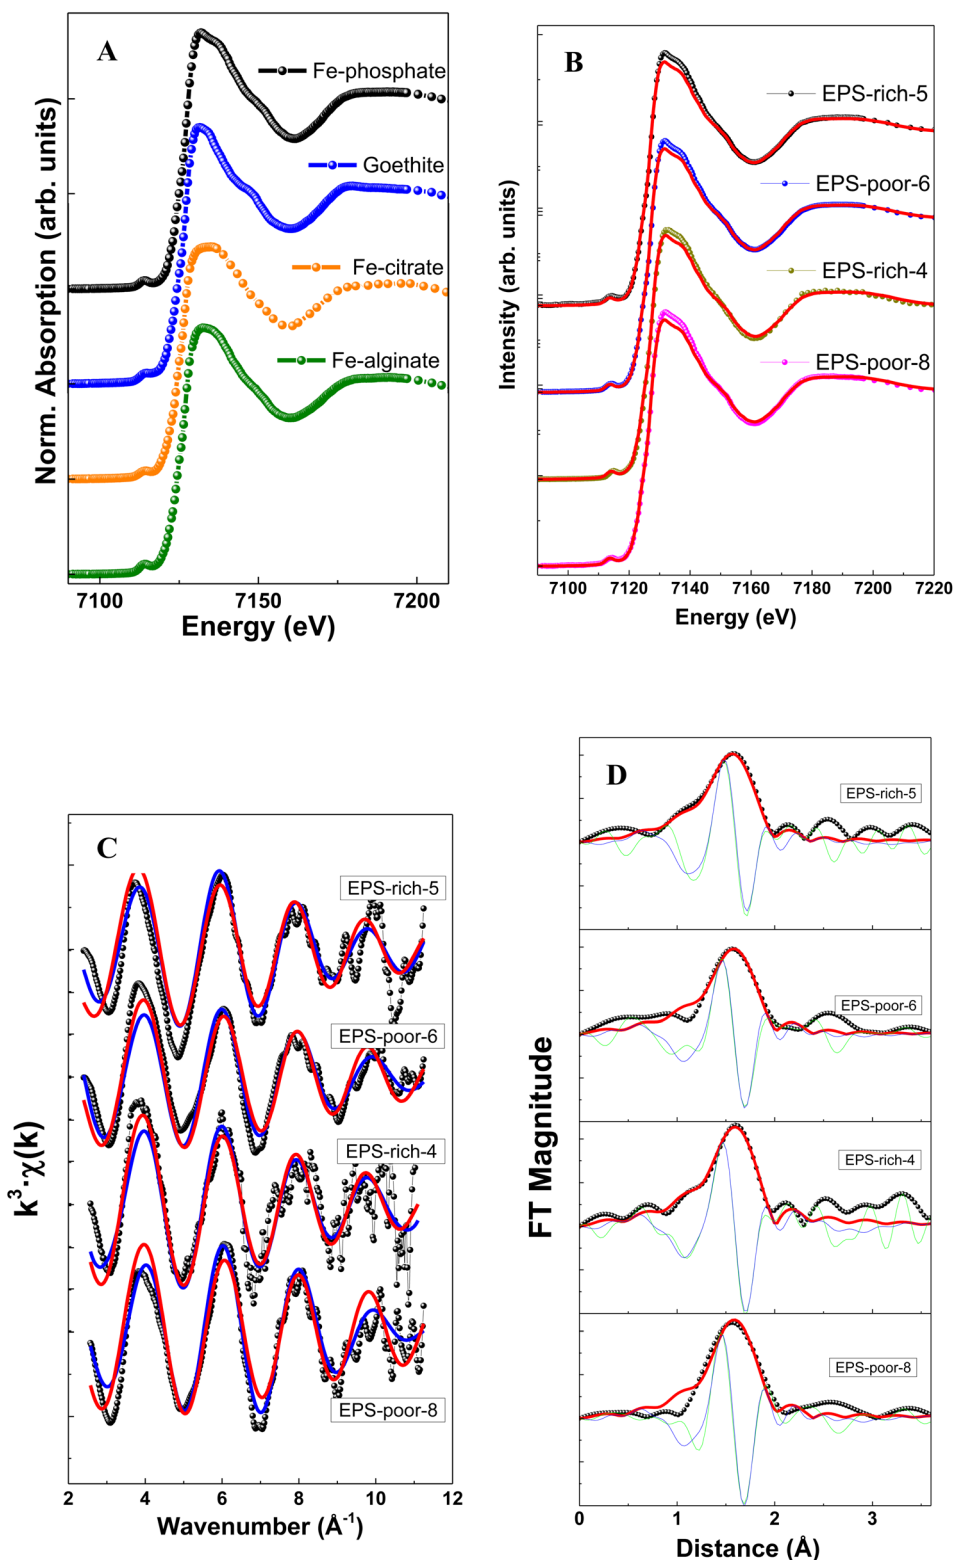 A
Fe-phosphate
Goethite
Fe-citrate
Fe-alginate
Norm. Absorption (arb. units)
7100 7150 7200
Energy (eV)
B
EPS-rich-5
EPS-poor-6
EPS-rich-4
EPS-poor-8
Intensity (arb. units)
7100 7120 7140 7160 7180 7200 7220
Energy (eV)
C
EPS-rich-5
EPS-poor-6
EPS-rich-4
EPS-poor-8
k³·χ(k)
2 4 6 8 10 12
Wavenumber (Å⁻¹)
D
EPS-rich-5
EPS-poor-6
EPS-rich-4
EPS-poor-8
FT Magnitude
0 1 2 3
Distance (Å)